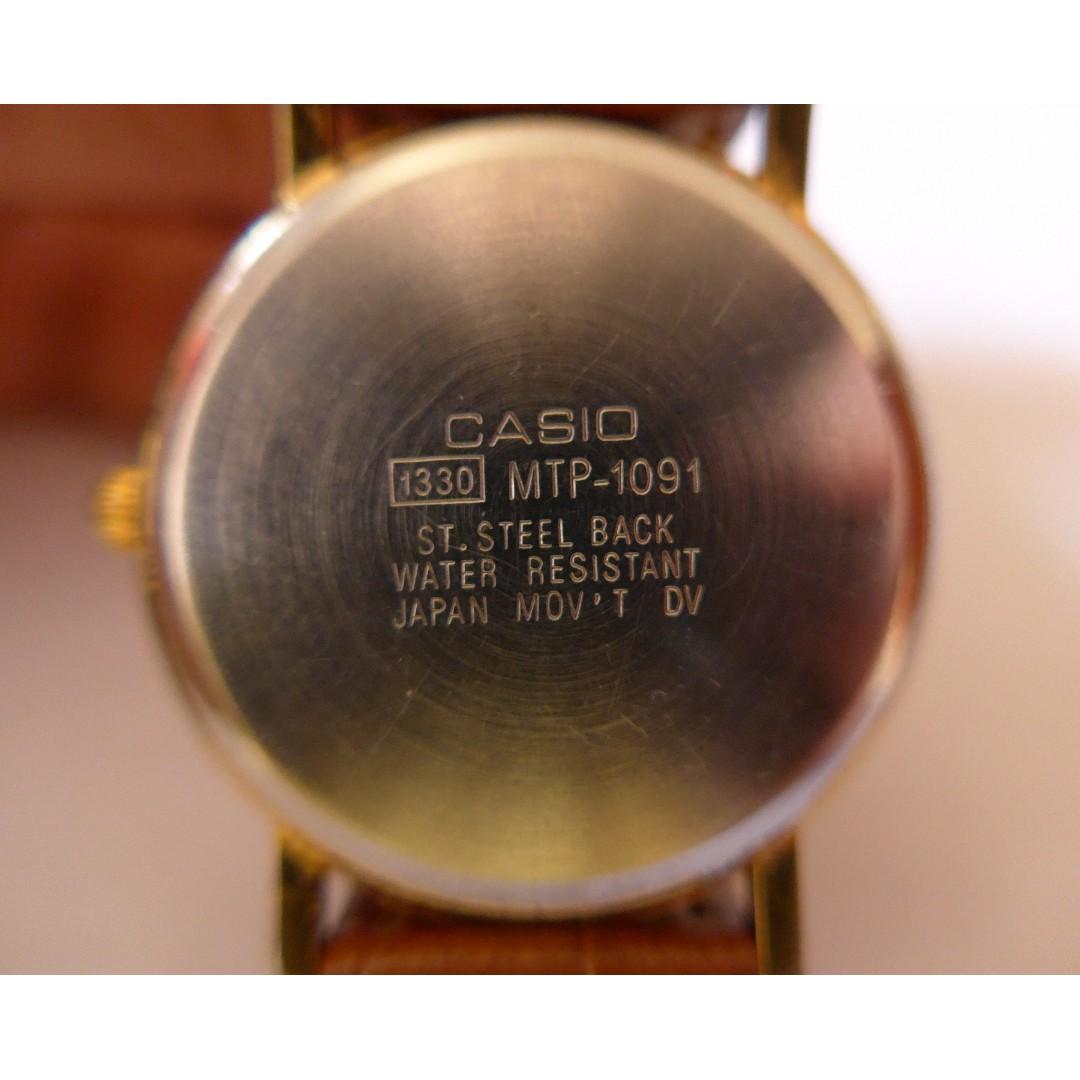 CASIO
1330 MTP-1091
ST.STEEL BACK
WATER RESISTANT
JAPAN MOV'T DV